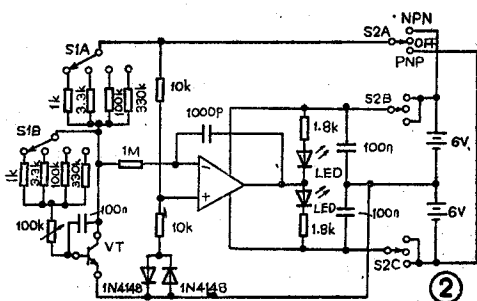 NPN
S2A
OFF
PNP
S1A
1k
3.3k
100k
330k
10k
S2B
1000p
1.8k
S1B
1M
100n
6V
LED
1k
3.3k
100k
330k
LED
100n
100n
10k
1.8k
6V
100k
VT
S2C
1N4148
1N4148
2